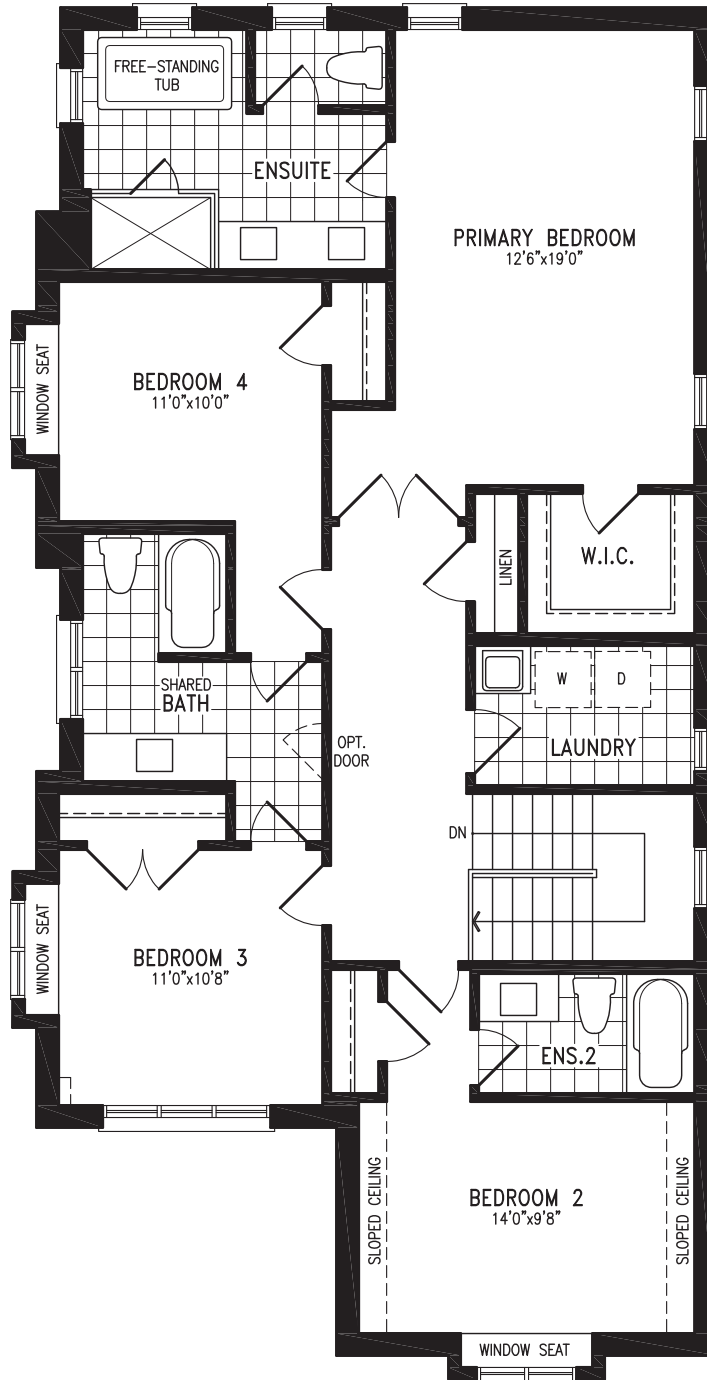 FREE-STANDING
TUB
ENSUITE
PRIMARY BEDROOM
12'6"x19'0"
WINDOW SEAT
BEDROOM 4
11'0"x10'0"
LINEN
W.I.C.
W
D
SHARED
BATH
OPT.
DOOR
LAUNDRY
DN
WINDOW SEAT
BEDROOM 3
11'0"x10'8"
ENS.2
SLOPED CEILING
BEDROOM 2
14'0"x9'8"
SLOPED CEILING
WINDOW SEAT